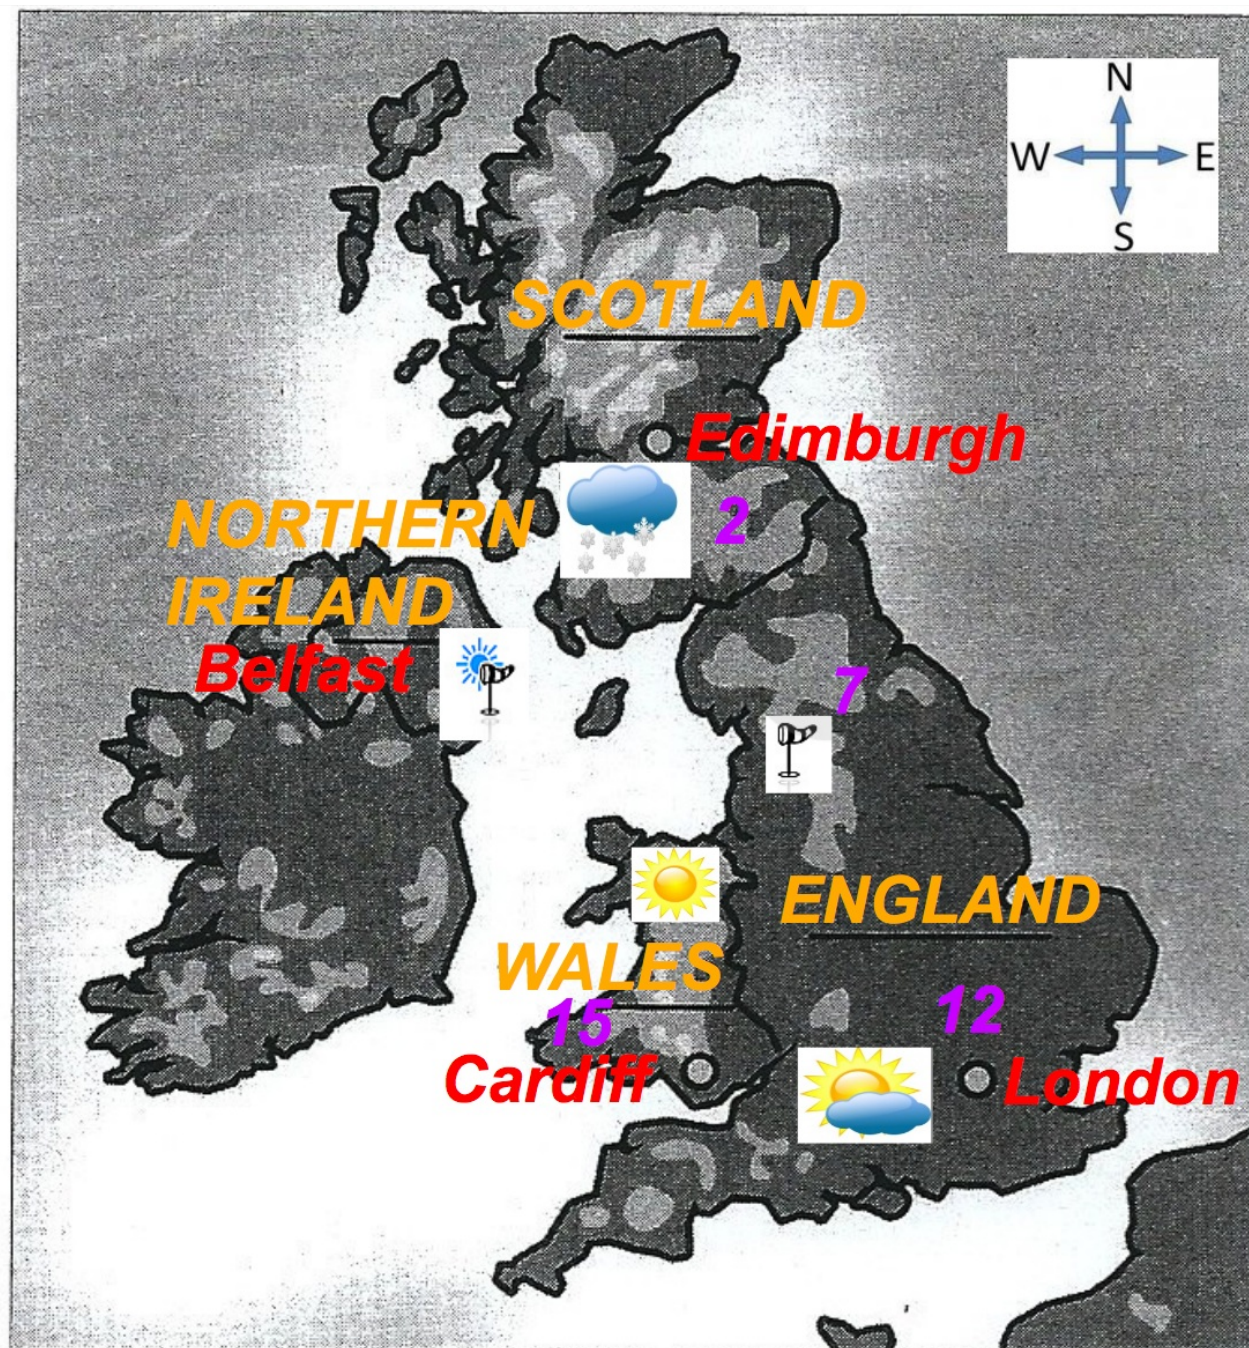 N
W E
S
SCOTLAND
Edimburgh
NORTHERN
IRELAND
2
Belfast
7
ENGLAND
WALES
15
12
Cardiff
London